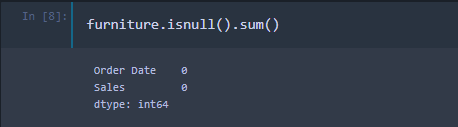 In [8]:
furniture.isnull().sum()
Order Date    0
Sales         0
dtype: int64